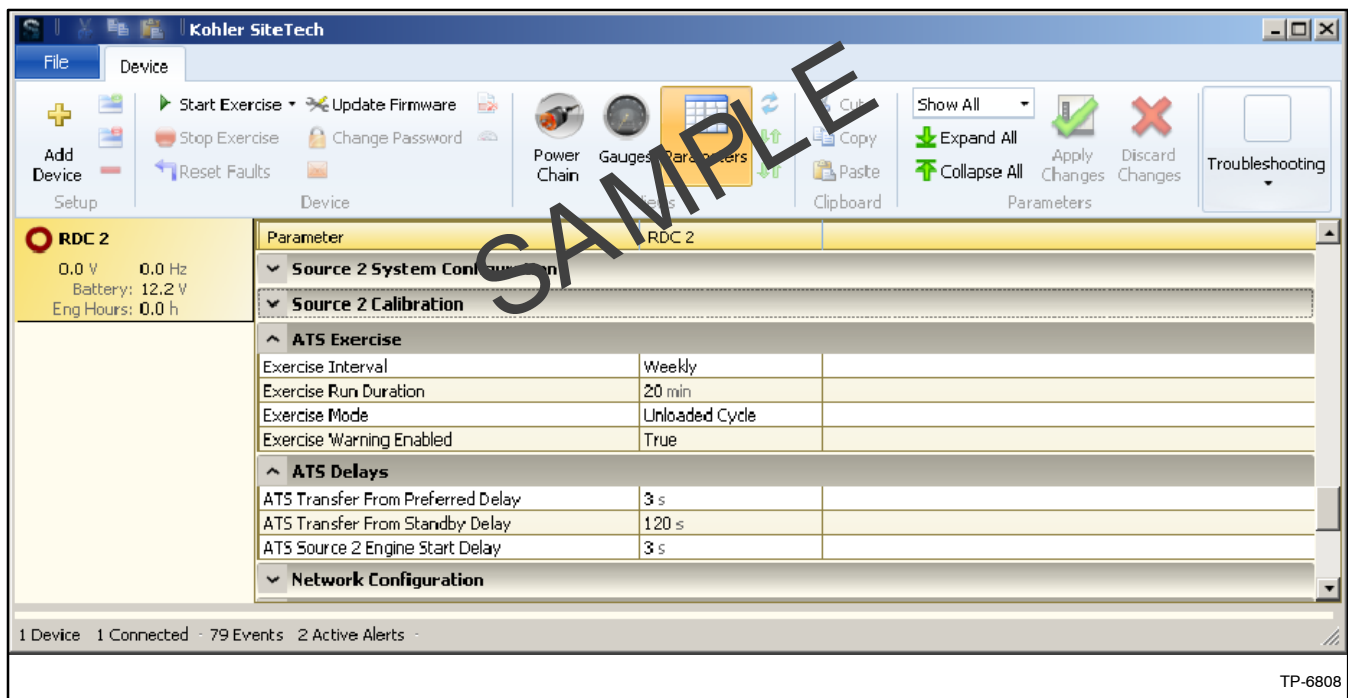 Kohler SiteTech
File Device
Add Device
Setup
Start Exercise Update Firmware
Stop Exercise Change Password
Reset Faults
Device
Power Chain
Gauges
Parameters
Views
Cut
Copy
Paste
Clipboard
Show All
Expand All
Collapse All
Apply Changes
Discard Changes
Parameters
Troubleshooting
SAMPLE
RDC 2
0.0 V 0.0 Hz
Battery: 12.2 V
Eng Hours: 0.0 h
Parameter RDC 2
Source 2 System Configuration
Source 2 Calibration
ATS Exercise
Exercise Interval Weekly
Exercise Run Duration 20 min
Exercise Mode Unloaded Cycle
Exercise Warning Enabled True
ATS Delays
ATS Transfer From Preferred Delay 3 s
ATS Transfer From Standby Delay 120 s
ATS Source 2 Engine Start Delay 3 s
Network Configuration
1 Device 1 Connected - 79 Events 2 Active Alerts -
TP-6808